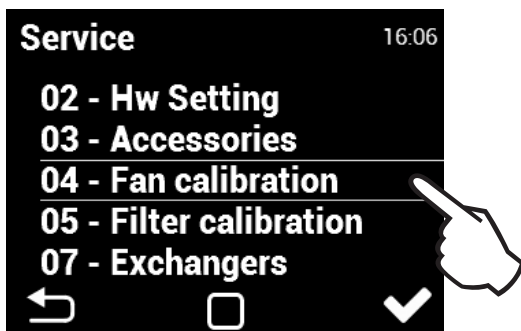 Service
16:06
02 - Hw Setting
03 - Accessories
04 - Fan calibration
05 - Filter calibration
07 - Exchangers